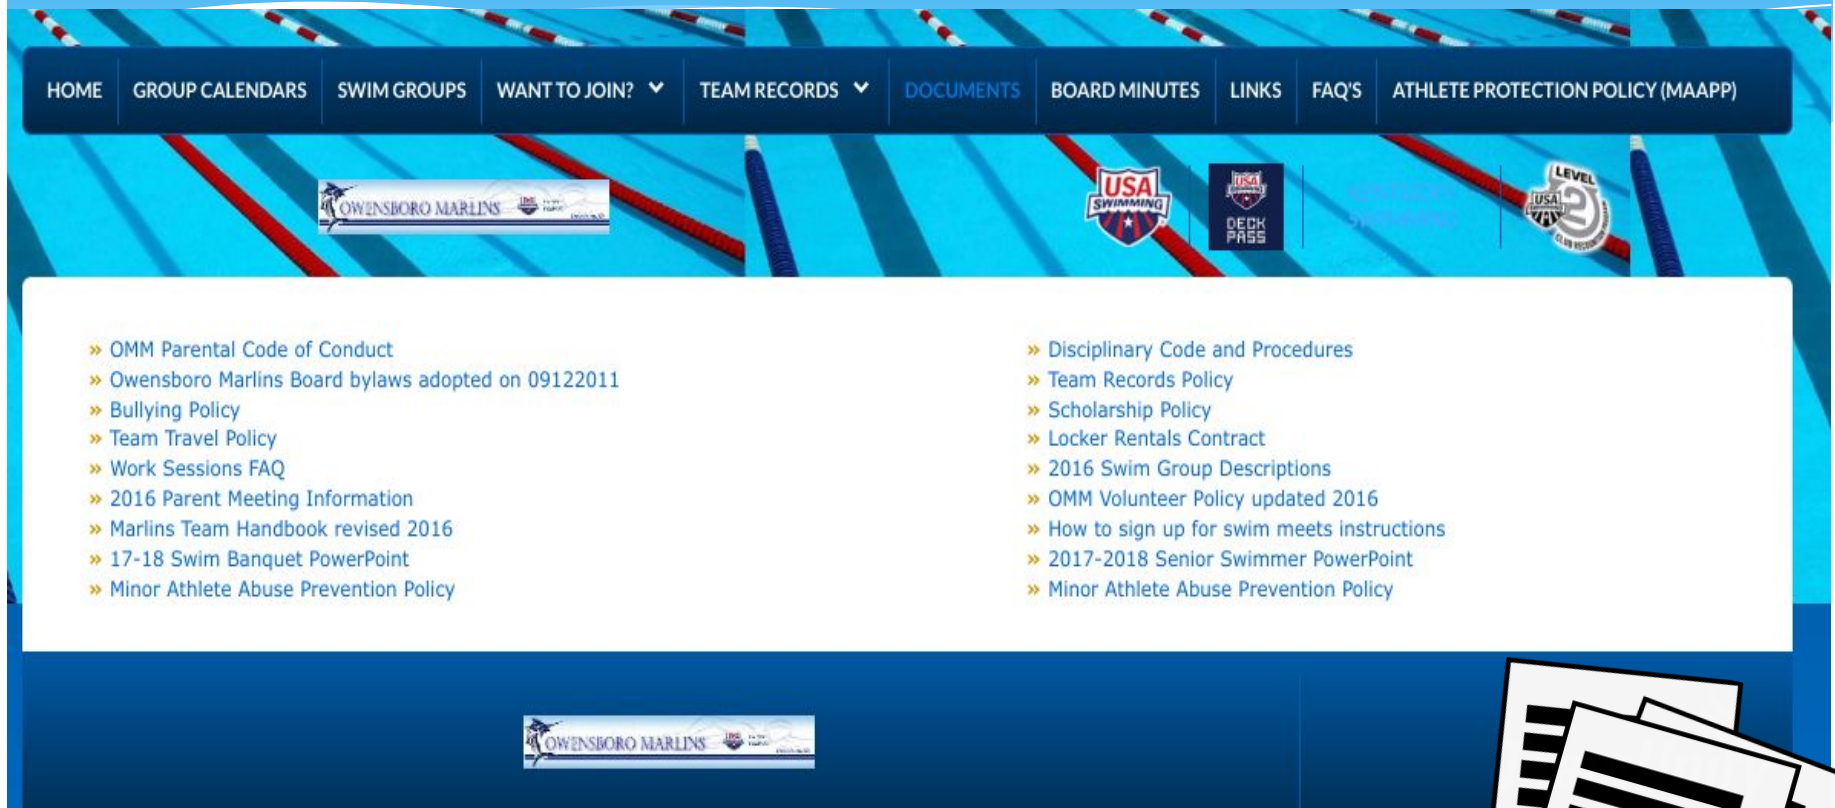 HOME GROUP CALENDARS SWIM GROUPS WANT TO JOIN? TEAM RECORDS DOCUMENTS BOARD MINUTES LINKS FAQ'S ATHLETE PROTECTION POLICY (MAAPP)
OWENSBORO MARLINS
USA
SWIMMING
USA
DECK
PASS
KENTUCKY
SWIMMING
LEVEL
2
USA
CLUB RECOGNITION
» OMM Parental Code of Conduct
» Owensboro Marlins Board bylaws adopted on 09122011
» Bullying Policy
» Team Travel Policy
» Work Sessions FAQ
» 2016 Parent Meeting Information
» Marlins Team Handbook revised 2016
» 17-18 Swim Banquet PowerPoint
» Minor Athlete Abuse Prevention Policy
» Disciplinary Code and Procedures
» Team Records Policy
» Scholarship Policy
» Locker Rentals Contract
» 2016 Swim Group Descriptions
» OMM Volunteer Policy updated 2016
» How to sign up for swim meets instructions
» 2017-2018 Senior Swimmer PowerPoint
» Minor Athlete Abuse Prevention Policy
OWENSBORO MARLINS